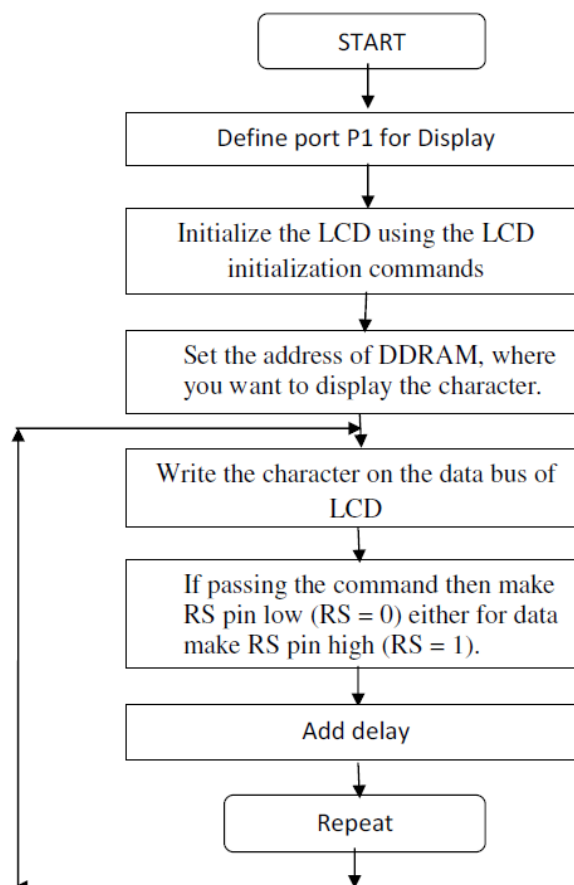 START
Define port P1 for Display
Initialize the LCD using the LCD
initialization commands
Set the address of DDRAM, where
you want to display the character.
Write the character on the data bus of
LCD
If passing the command then make
RS pin low (RS = 0) either for data
make RS pin high (RS = 1).
Add delay
Repeat